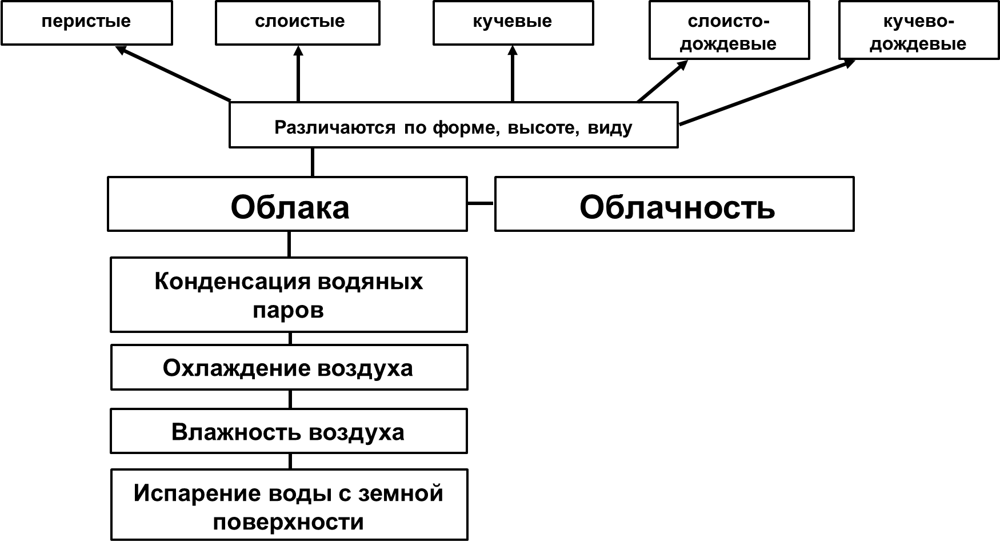 перистые
слоистые
кучевые
слоисто-
дождевые
кучево-
дождевые
Различаются по форме, высоте, виду
Облака
Облачность
Конденсация водяных
паров
Охлаждение воздуха
Влажность воздуха
Испарение воды с земной
поверхности